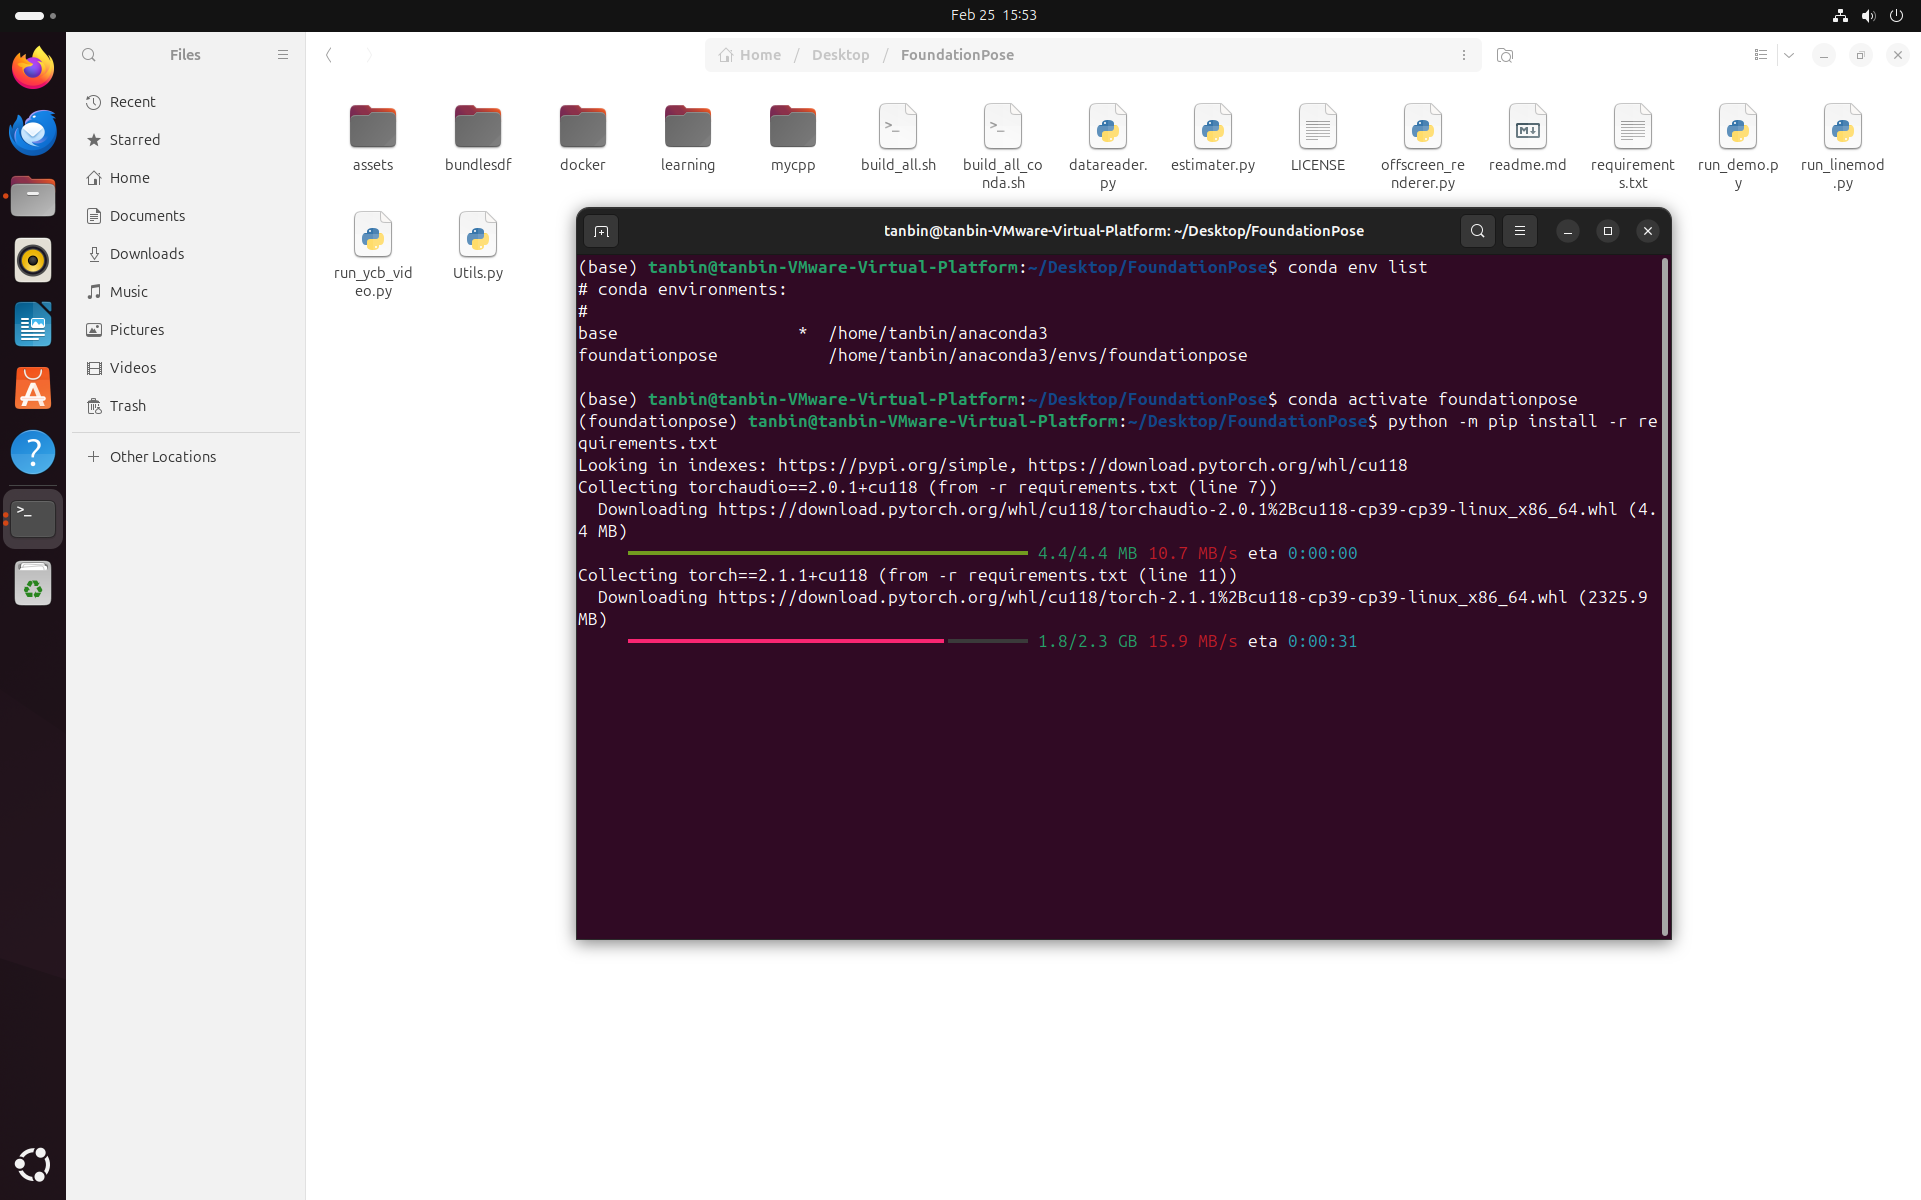 Feb 25 15:53
Files
Home / Desktop / FoundationPose
Recent
Starred
Home
Documents
Downloads
Music
Pictures
Videos
Trash
Other Locations
assets
bundlesdf
docker
learning
mycpp
build_all.sh
build_all_co
nda.sh
datareader.
py
estimater.py
LICENSE
offscreen_re
nderer.py
readme.md
requirement
s.txt
run_demo.p
y
run_linemod
.py
run_ycb_vid
eo.py
Utils.py
tanbin@tanbin-VMware-Virtual-Platform: ~/Desktop/FoundationPose
(base) tanbin@tanbin-VMware-Virtual-Platform:~/Desktop/FoundationPose$ conda env list
# conda environments:
#
base                  *  /home/tanbin/anaconda3
foundationpose           /home/tanbin/anaconda3/envs/foundationpose
(base) tanbin@tanbin-VMware-Virtual-Platform:~/Desktop/FoundationPose$ conda activate foundationpose
(foundationpose) tanbin@tanbin-VMware-Virtual-Platform:~/Desktop/FoundationPose$ python -m pip install -r re
quirements.txt
Looking in indexes: https://pypi.org/simple, https://download.pytorch.org/whl/cu118
Collecting torchaudio==2.0.1+cu118 (from -r requirements.txt (line 7))
  Downloading https://download.pytorch.org/whl/cu118/torchaudio-2.0.1%2Bcu118-cp39-cp39-linux_x86_64.whl (4.
4 MB)
4.4/4.4 MB 10.7 MB/s eta 0:00:00
Collecting torch==2.1.1+cu118 (from -r requirements.txt (line 11))
  Downloading https://download.pytorch.org/whl/cu118/torch-2.1.1%2Bcu118-cp39-cp39-linux_x86_64.whl (2325.9
MB)
1.8/2.3 GB 15.9 MB/s eta 0:00:31